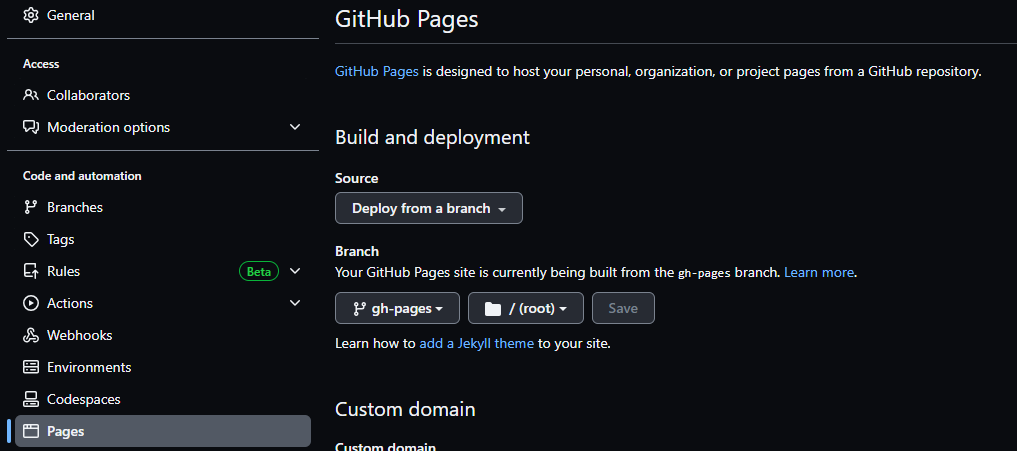 General
Access
Collaborators
Moderation options
Code and automation
Branches
Tags
Rules Beta
Actions
Webhooks
Environments
Codespaces
Pages
GitHub Pages
GitHub Pages is designed to host your personal, organization, or project pages from a GitHub repository.
Build and deployment
Source
Deploy from a branch
Branch
Your GitHub Pages site is currently being built from the gh-pages branch. Learn more.
gh-pages / (root) Save
Learn how to add a Jekyll theme to your site.
Custom domain
Custom domain